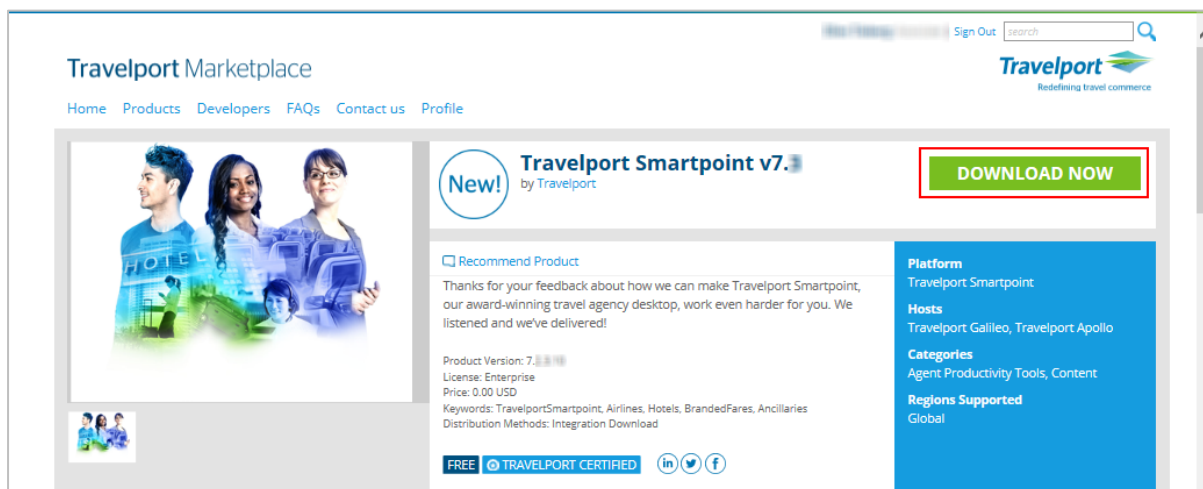 Sign Out
search
Travelport Marketplace
Travelport
Redefining travel commerce
Home Products Developers FAQs Contact us Profile
HOTEL
New!
Travelport Smartpoint v7.
by Travelport
DOWNLOAD NOW
Recommend Product
Thanks for your feedback about how we can make Travelport Smartpoint,
our award-winning travel agency desktop, work even harder for you. We
listened and we've delivered!
Product Version: 7.
License: Enterprise
Price: 0.00 USD
Keywords: TravelportSmartpoint, Airlines, Hotels, BrandedFares, Ancillaries
Distribution Methods: Integration Download
FREE
TRAVELPORT CERTIFIED
in
f
Platform
Travelport Smartpoint
Hosts
Travelport Galileo, Travelport Apollo
Categories
Agent Productivity Tools, Content
Regions Supported
Global